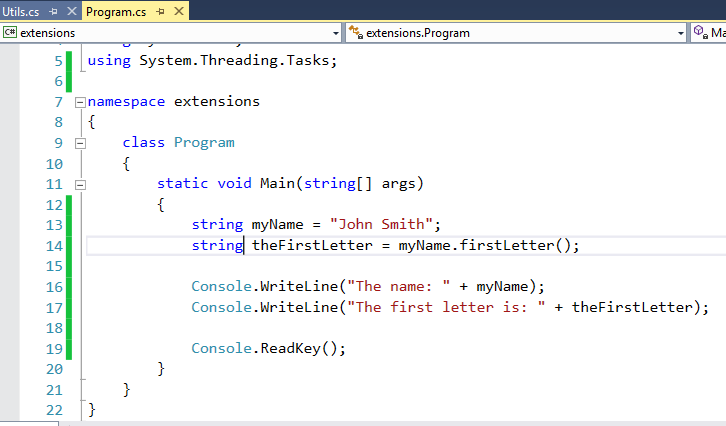 Utils.cs Program.cs
C# extensions extensions.Program Ma
5 using System.Threading.Tasks;
6
7 namespace extensions
8 {
9 class Program
10 {
11 static void Main(string[] args)
12 {
13 string myName = "John Smith";
14 string theFirstLetter = myName.firstLetter();
15
16 Console.WriteLine("The name: " + myName);
17 Console.WriteLine("The first letter is: " + theFirstLetter);
18
19 Console.ReadKey();
20 }
21 }
22 }